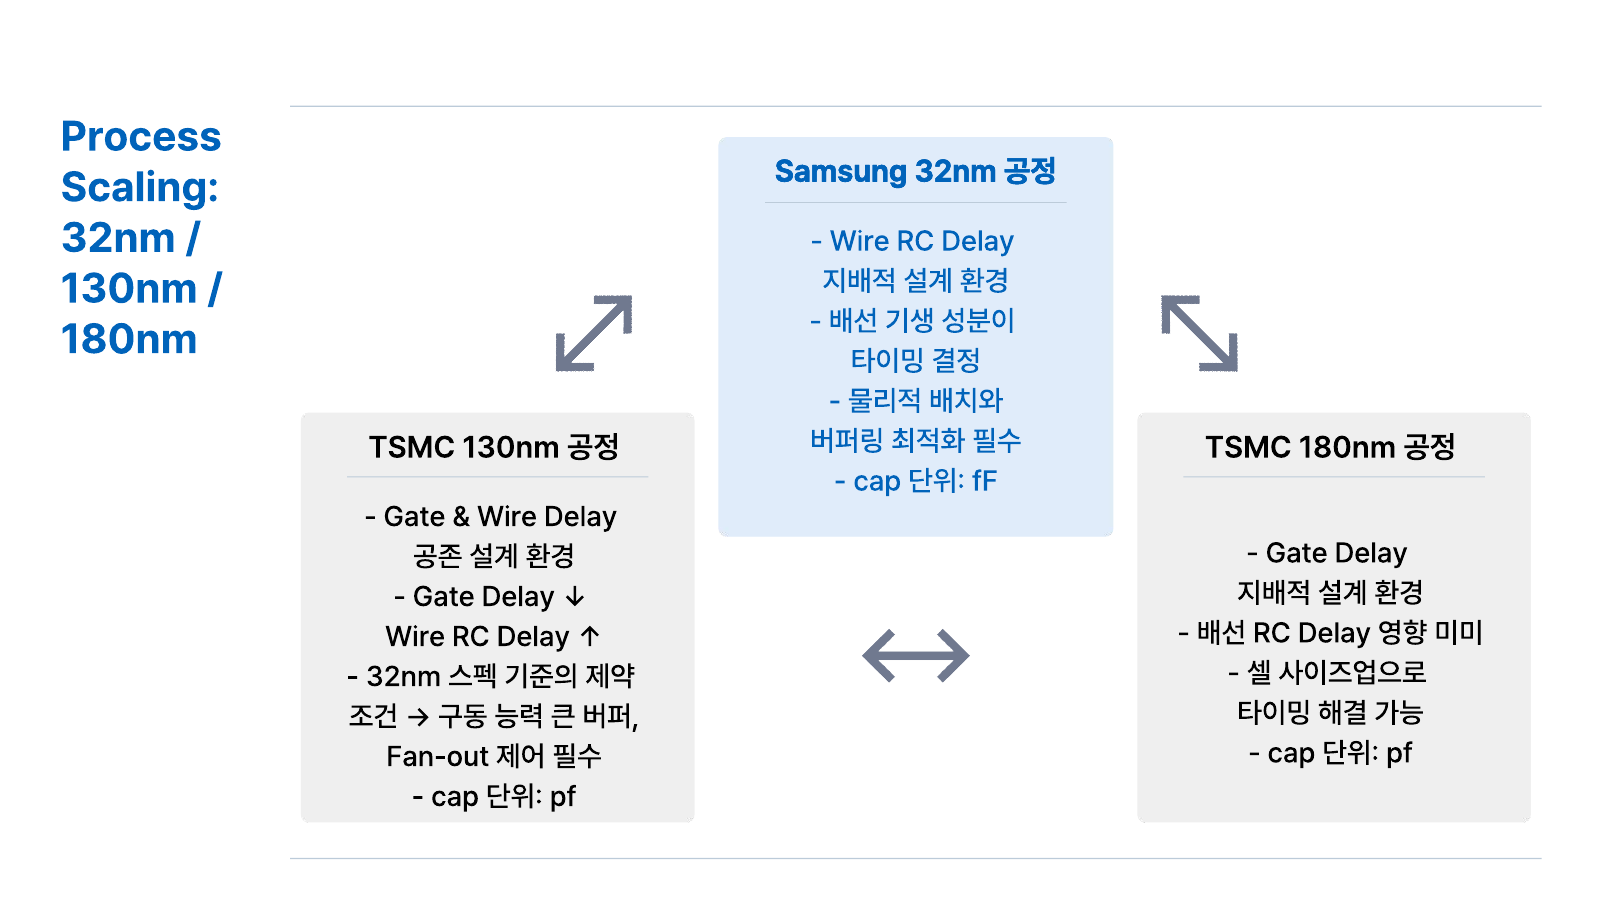 Process
Scaling:
32nm /
130nm /
180nm
Samsung 32nm 공정
- Wire RC Delay
지배적 설계 환경
- 배선 기생 성분이
타이밍 결정
- 물리적 배치와
버퍼링 최적화 필수
- cap 단위: fF
TSMC 130nm 공정
- Gate & Wire Delay
공존 설계 환경
- Gate Delay ↓
Wire RC Delay ↑
- 32nm 스펙 기준의 제약
조건 → 구동 능력 큰 버퍼,
Fan-out 제어 필수
- cap 단위: pf
TSMC 180nm 공정
- Gate Delay
지배적 설계 환경
- 배선 RC Delay 영향 미미
- 셀 사이즈업으로
타이밍 해결 가능
- cap 단위: pf